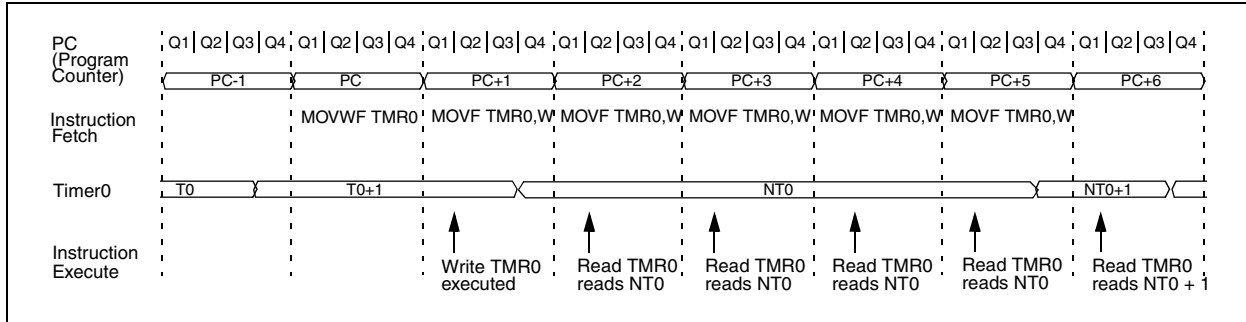 PC
(Program
Counter)
Q1 Q2 Q3 Q4 Q1 Q2 Q3 Q4 Q1 Q2 Q3 Q4 Q1 Q2 Q3 Q4 Q1 Q2 Q3 Q4 Q1 Q2 Q3 Q4 Q1 Q2 Q3 Q4 Q1 Q2 Q3 Q4
PC-1 PC PC+1 PC+2 PC+3 PC+4 PC+5 PC+6
Instruction
Fetch
MOVWF TMR0 MOVF TMR0,W MOVF TMR0,W MOVF TMR0,W MOVF TMR0,W MOVF TMR0,W
Timer0
T0 T0+1 NT0 NT0+1
Instruction
Execute
Write TMR0
executed
Read TMR0
reads NT0
Read TMR0
reads NT0
Read TMR0
reads NT0
Read TMR0
reads NT0
Read TMR0
reads NT0 + 1